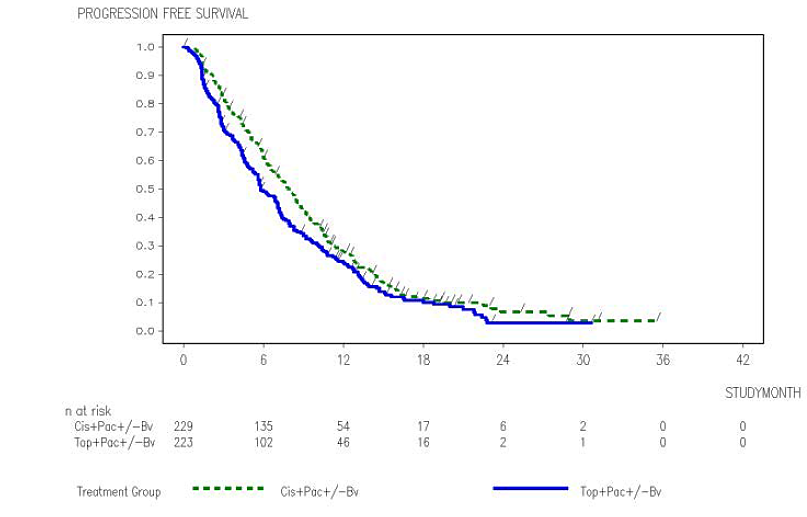 PROGRESSION FREE SURVIVAL
1.0
0.9
0.8
0.7
0.6
0.5
0.4
0.3
0.2
0.1
0.0
0 6 12 18 24 30 36 42
STUDYMONTH
n at risk
Cis+Pac+/-Bv 229 135 54 17 6 2 0 0
Top+Pac+/-Bv 223 102 46 16 2 1 0 0
Treatment Group Cis+Pac+/-Bv Top+Pac+/-Bv